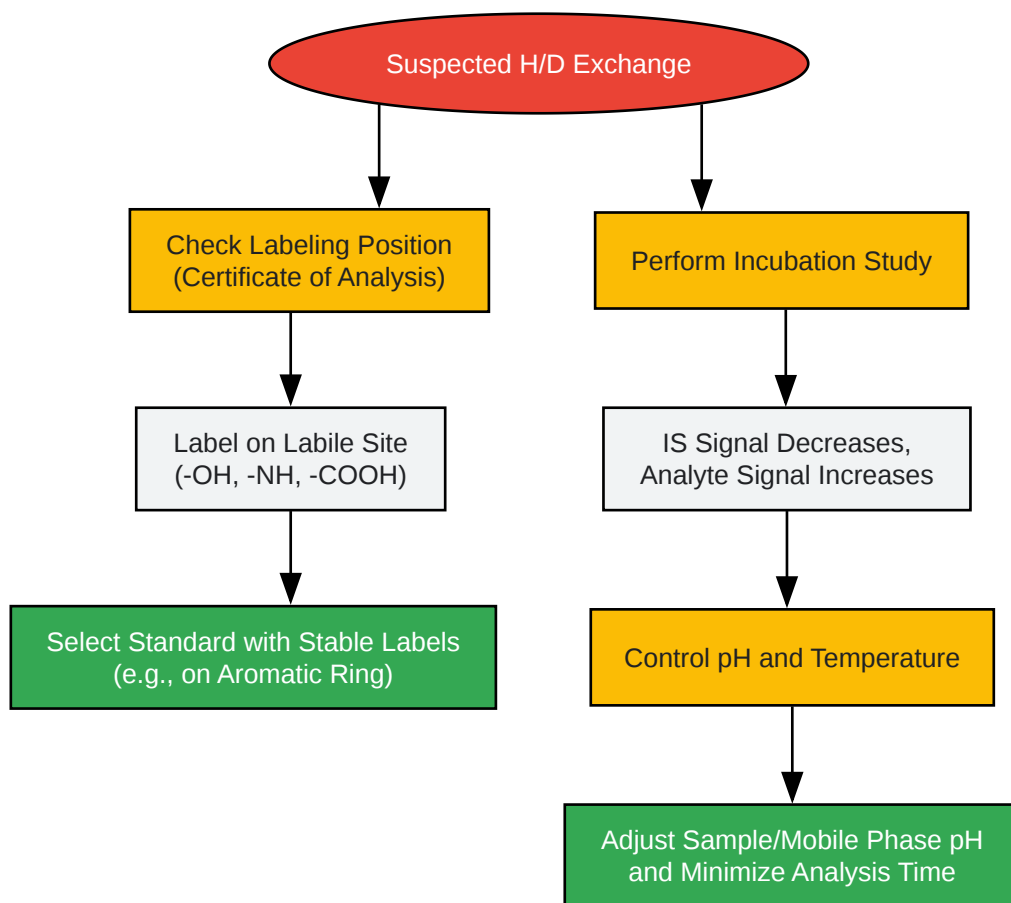 Suspected H/D Exchange
Check Labeling Position
(Certificate of Analysis)
Perform Incubation Study
Label on Labile Site
(-OH, -NH, -COOH)
IS Signal Decreases,
Analyte Signal Increases
Select Standard with Stable Labels
(e.g., on Aromatic Ring)
Control pH and Temperature
Adjust Sample/Mobile Phase pH
and Minimize Analysis Time